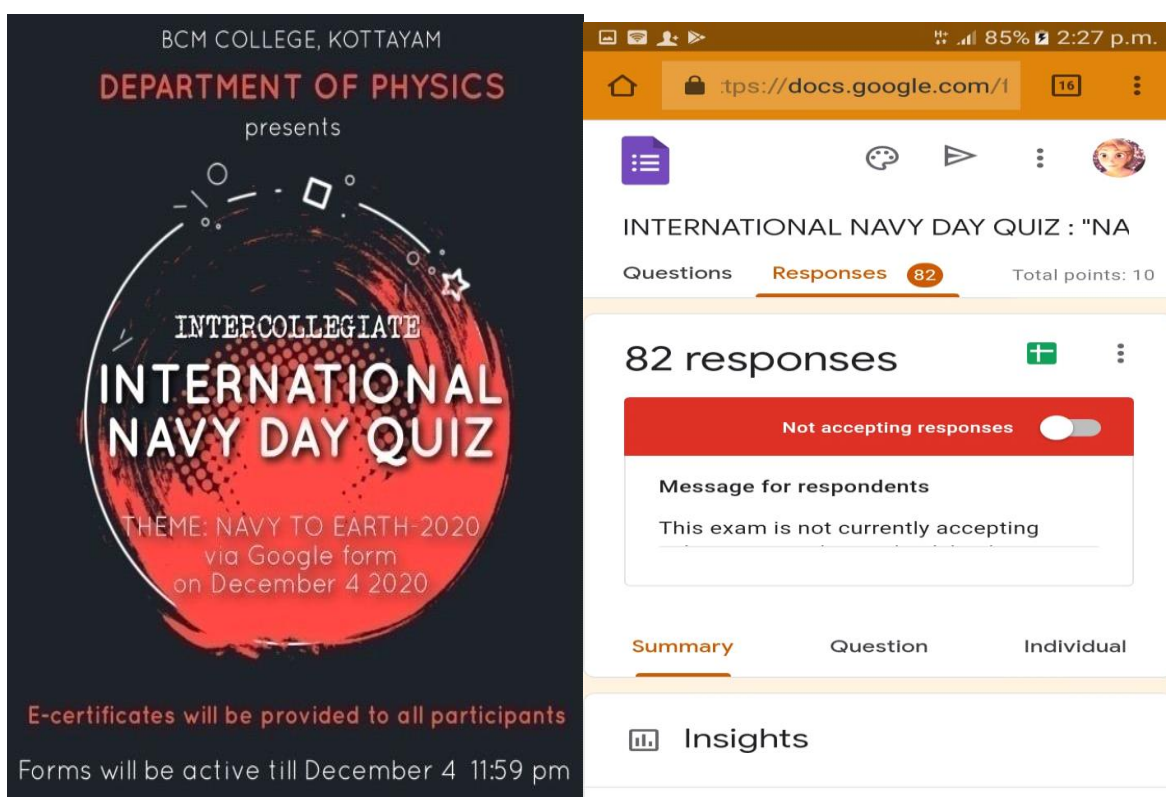 BCM COLLEGE, KOTTAYAM
DEPARTMENT OF PHYSICS
presents
INTERCOLLEGIATE
INTERNATIONAL
NAVY DAY QUIZ
THEME: NAVY TO EARTH-2020
via Google form
on December 4 2020
E-certificates will be provided to all participants
Forms will be active till December 4 11:59 pm
85% 2:27 p.m.
tps://docs.google.com/f
16
INTERNATIONAL NAVY DAY QUIZ : "NA
Questions Responses 82 Total points: 10
82 responses
Not accepting responses
Message for respondents
This exam is not currently accepting
Summary Question Individual
Insights